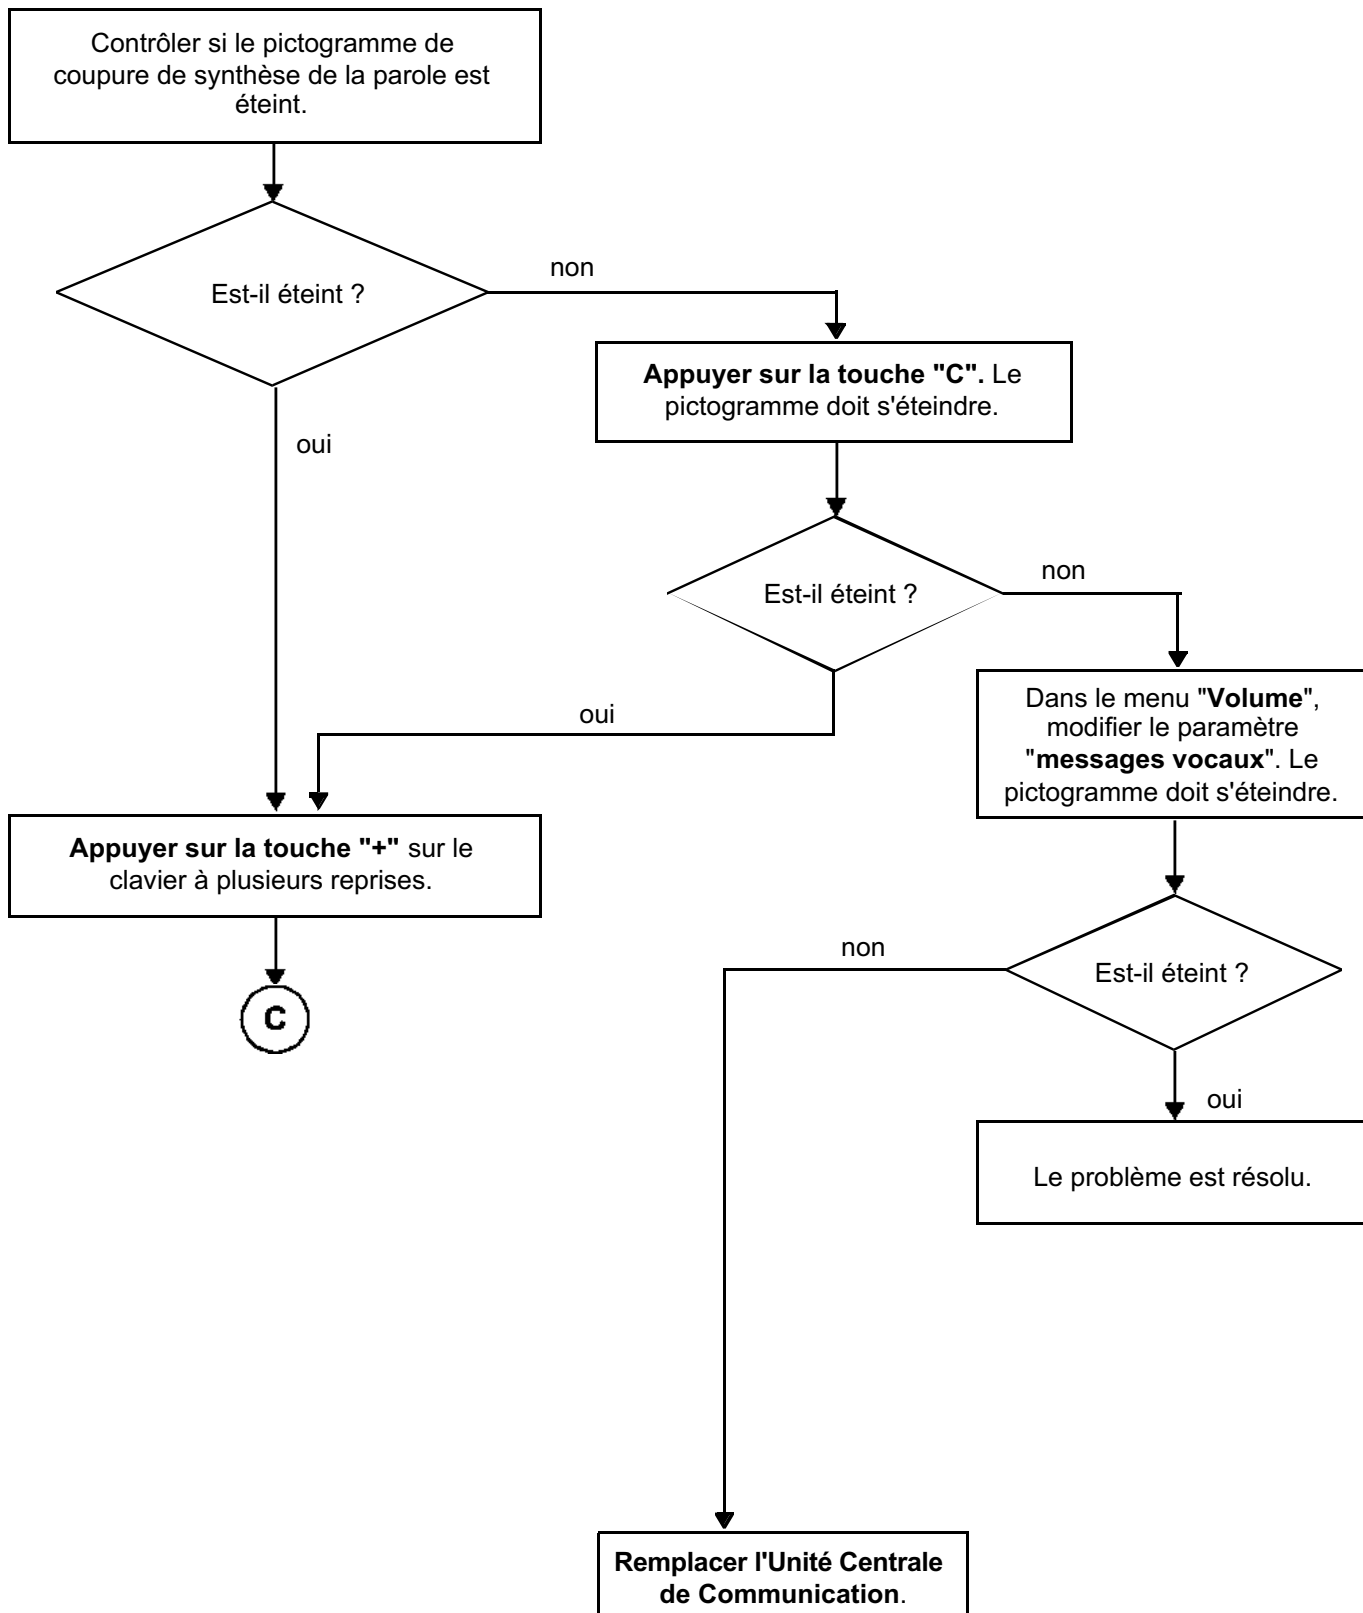 Contrôler si le pictogramme de
coupure de synthèse de la parole est
éteint.
Est-il éteint ?
non
Appuyer sur la touche "C". Le
pictogramme doit s'éteindre.
oui
Est-il éteint ?
non
Dans le menu "Volume",
modifier le paramètre
"messages vocaux". Le
pictogramme doit s'éteindre.
oui
Appuyer sur la touche "+" sur le
clavier à plusieurs reprises.
C
non
Est-il éteint ?
oui
Le problème est résolu.
Remplacer l'Unité Centrale
de Communication.